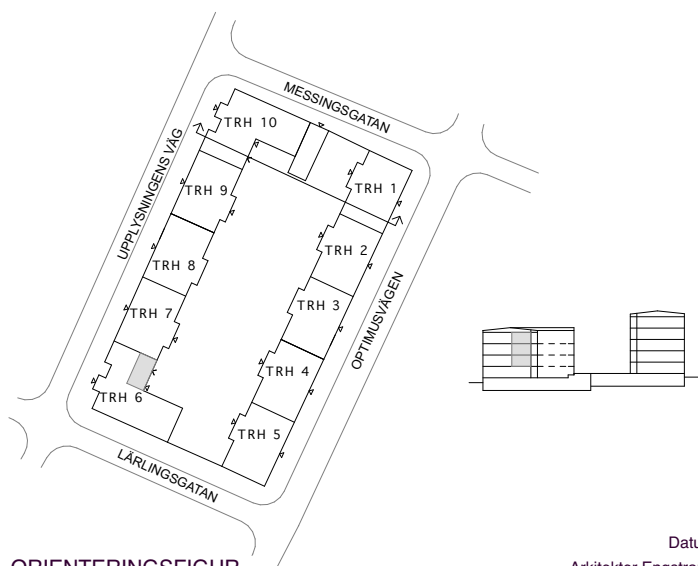 MESSINGSGATAN
UPPLYSNINGENS VÄG
OPTIMUSVÄGEN
LÄRLINGSGATAN
TRH 10
TRH 1
TRH 9
TRH 2
TRH 8
TRH 3
TRH 7
TRH 4
TRH 6
TRH 5
Datu
ORIENTERINGSFIGUR